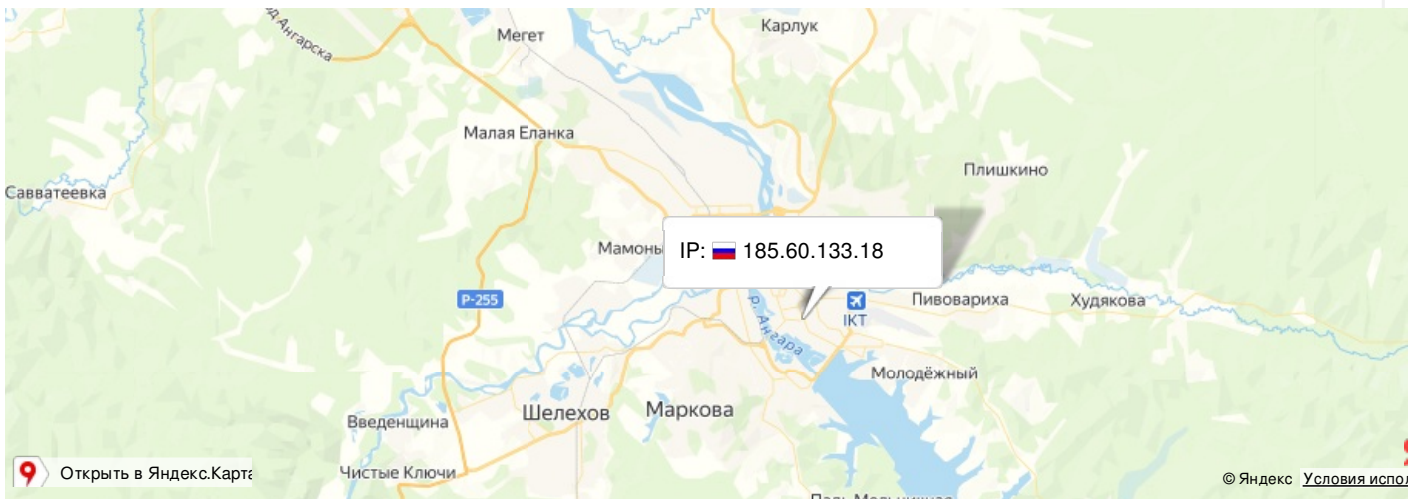 Карлук
Мегет
Ангарска
Малая Еланка
Плишкино
Савватеевка
Мамоны
IP: 185.60.133.18
Р-255
Пивовариха
Худякова
IKT
р. Ангара
Молодёжный
Шелехов
Маркова
Введенщина
Чистые Ключи
Открыть в Яндекс.Карта
© Яндекс Условия испол